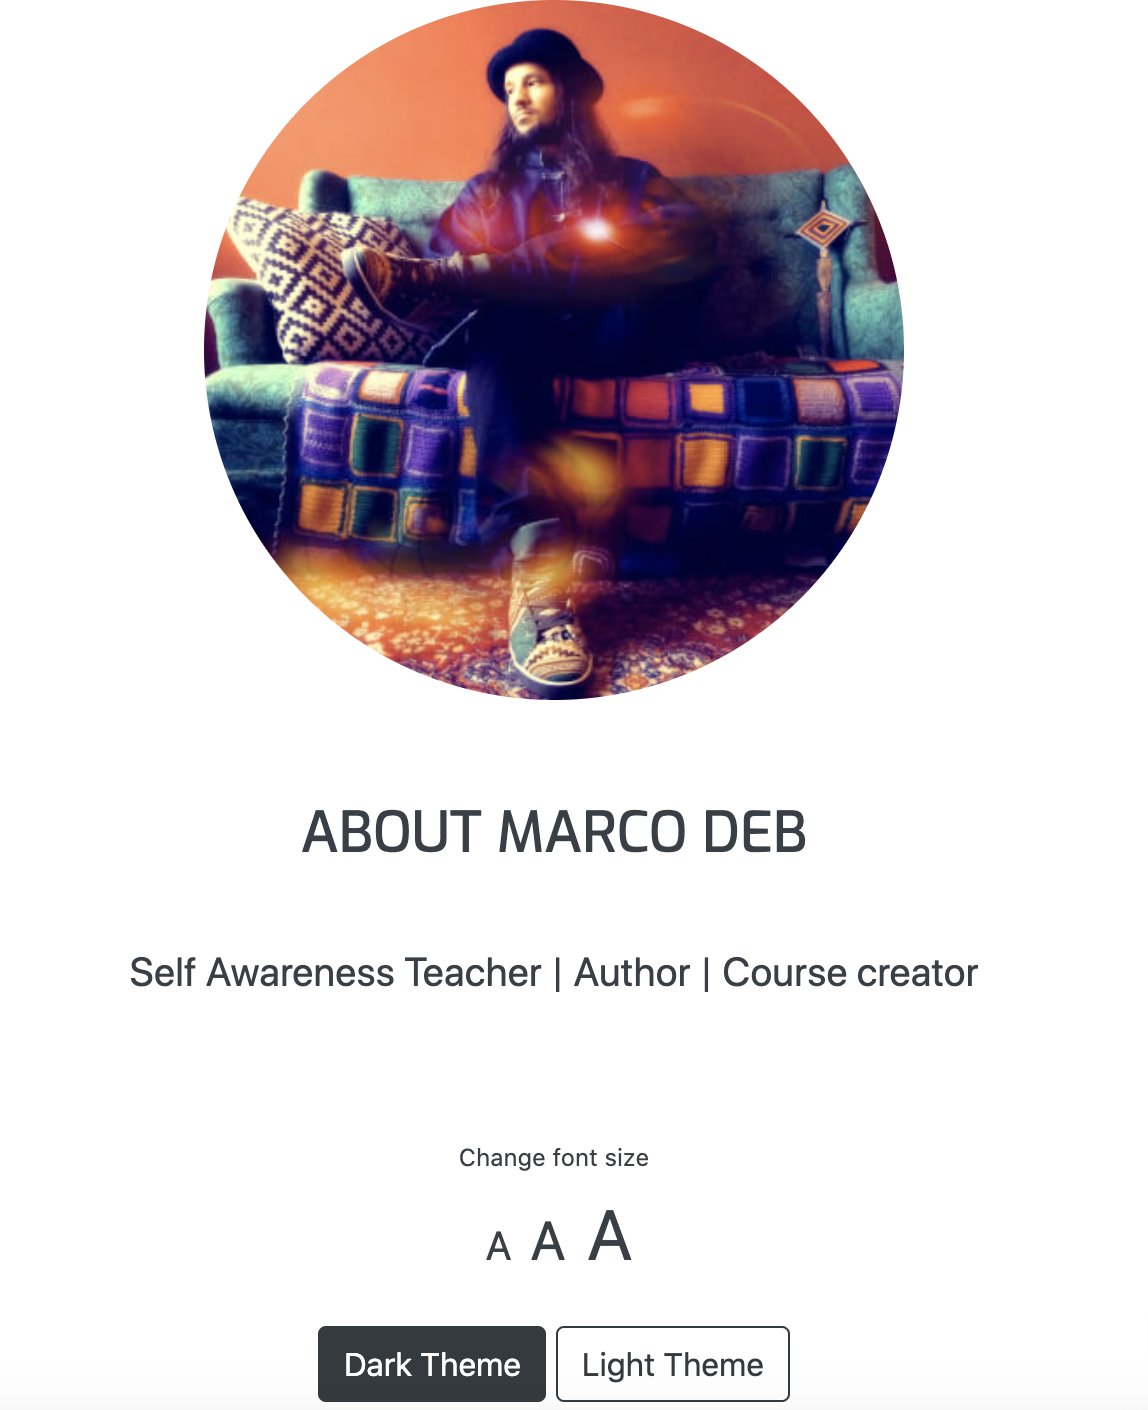 ABOUT MARCO DEB
Self Awareness Teacher | Author | Course creator
Change font size
A A A
Dark Theme Light Theme